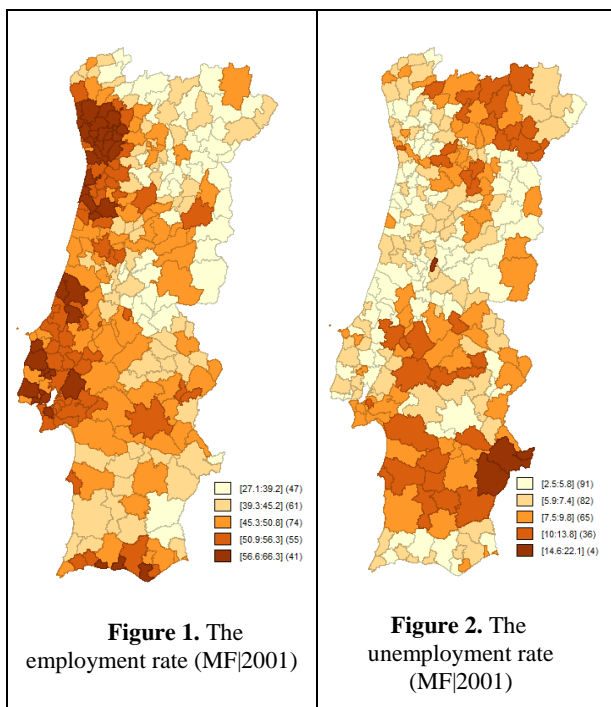 [27.1:39.2] (47)
[39.3:45.2] (61)
[45.3:50.8] (74)
[50.9:56.3] (55)
[56.6:66.3] (41)
Figure 1. The
employment rate (MF|2001)
[2.5:5.8] (91)
[5.9:7.4] (82)
[7.5:9.8] (65)
[10:13.8] (36)
[14.6:22.1] (4)
Figure 2. The
unemployment rate
(MF|2001)